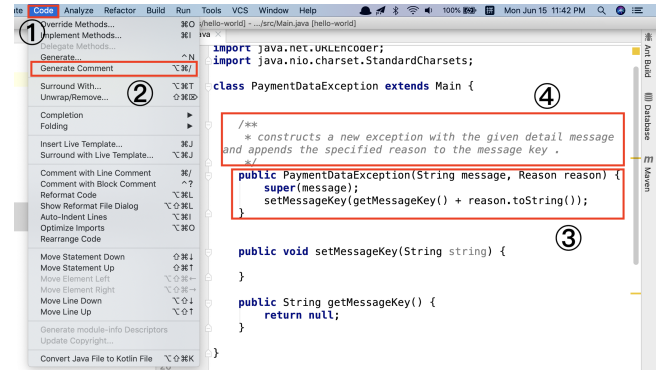 ate Code Analyze Refactor Build Run Tools VCS Window Help 100% Mon Jun 15 11:42 PM
hello-world] - .../src/Main.java [hello-world]
①
Override Methods... ⌘O
Implement Methods... ⌘I
Delegate Methods...
Generate... ^N
Generate Comment ⌥⌘/
②
Surround With... ⌥⌘T
Unwrap/Remove... ⇧⌘⌦
Completion ▶
Folding ▶
Insert Live Template... ⌘J
Surround with Live Template... ⌥⌘J
Comment with Line Comment ⌘/
Comment with Block Comment ^?
Reformat Code ⌥⌘L
Show Reformat File Dialog ⌥⇧⌘L
Auto-Indent Lines ⌥⌘I
Optimize Imports ⌥⌘O
Rearrange Code
Move Statement Down ⇧⌘↓
Move Statement Up ⇧⌘↑
Move Element Left ⌥⇧⌘←
Move Element Right ⌥⇧⌘→
Move Line Down ⌥⇧↓
Move Line Up ⌥⇧↑
Generate module-info Descriptors
Update Copyright...
Convert Java File to Kotlin File ⌥⇧⌘K
import java.net.URLEncoder;
import java.nio.charset.StandardCharsets;
class PaymentDataException extends Main {
④
/**
* constructs a new exception with the given detail message
and appends the specified reason to the message key .
*/
public PaymentDataException(String message, Reason reason) {
super(message);
setMessageKey(getMessageKey() + reason.toString());
}
③
public void setMessageKey(String string) {
}
public String getMessageKey() {
return null;
}
}
Ant Build
Database
m Maven